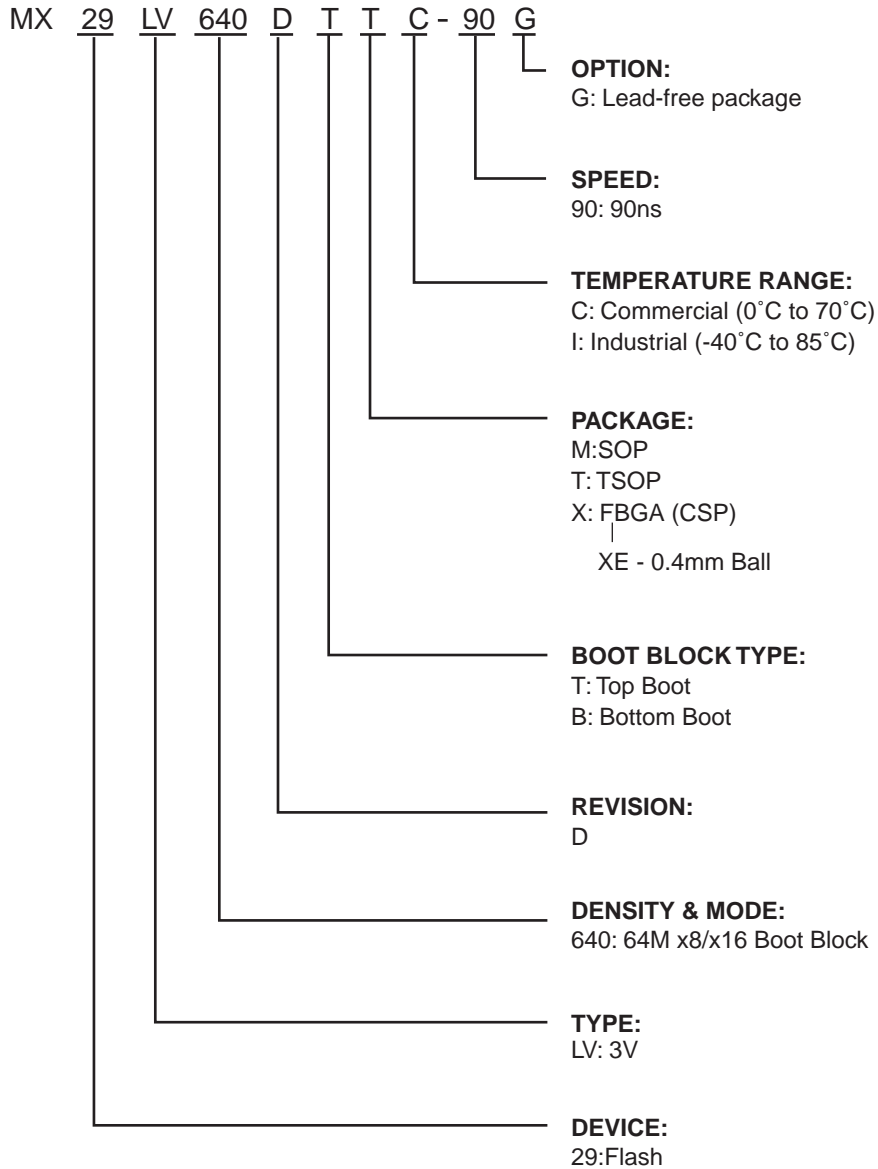 MX 29 LV 640 D T T C - 90 G
OPTION:
G: Lead-free package
SPEED:
90: 90ns
TEMPERATURE RANGE:
C: Commercial (0˚C to 70˚C)
I: Industrial (-40˚C to 85˚C)
PACKAGE:
M:SOP
T: TSOP
X: FBGA (CSP)
XE - 0.4mm Ball
BOOT BLOCK TYPE:
T: Top Boot
B: Bottom Boot
REVISION:
D
DENSITY & MODE:
640: 64M x8/x16 Boot Block
TYPE:
LV: 3V
DEVICE:
29:Flash